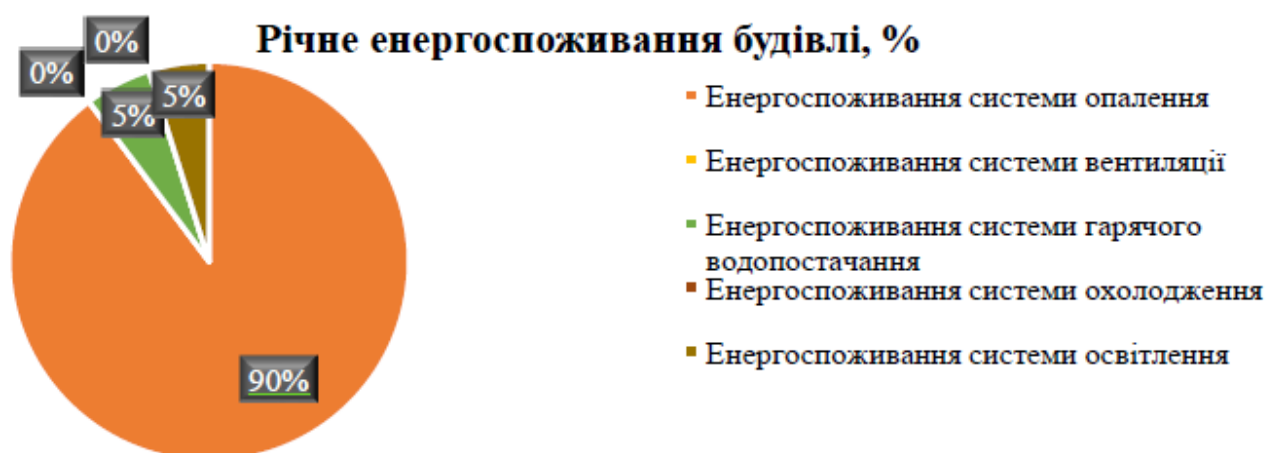 0%
Річне енергоспоживання будівлі, %
0%
5%
5%
90%
Енергоспоживання системи опалення
Енергоспоживання системи вентиляції
Енергоспоживання системи гарячого
водопостачання
Енергоспоживання системи охолодження
Енергоспоживання системи освітлення